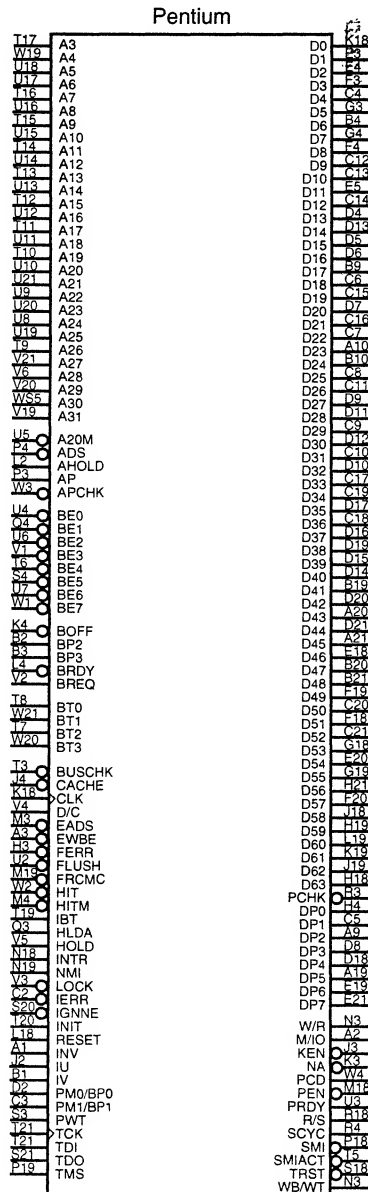 Pentium
T17 A3
W19 A4
U18 A5
U17 A6
T16 A7
U16 A8
T15 A9
U15 A10
T14 A11
U14 A12
T13 A13
U13 A14
T12 A15
U12 A16
T11 A17
U11 A18
T10 A19
U10 A20
U21 A21
U9 A22
U20 A23
U8 A24
U19 A25
T9 A26
V21 A27
V6 A28
V20 A29
WS5 A30
V19 A31
U5 A20M
P4 ADS
L2 AHOLD
P3 AP
W3 APCHK
U4 BE0
Q4 BE1
U6 BE2
V1 BE3
T6 BE4
S4 BE5
U7 BE6
W1 BE7
K4 BOFF
B2 BP2
B3 BP3
L4 BRDY
V2 BREQ
T8 BT0
W21 BT1
T7 BT2
W20 BT3
T3 BUSCHK
J4 CACHE
K18 CLK
V4 D/C
M3 EADS
A3 EWBE
H3 FERR
U2 FLUSH
M19 FRCMC
W2 HIT
M4 HITM
T19 IBT
Q3 HLDA
V5 HOLD
N18 INTR
N19 NMI
V3 LOCK
C2 IERR
S20 IGNNE
T20 INIT
L18 RESET
A1 INV
J2 IU
B1 IV
D2 PM0/BP0
C3 PM1/BP1
S3 PWT
T21 TCK
T21 TDI
S21 TDO
P19 TMS
D0 K18
D1 E3
D2 E4
D3 F3
D4 C4
D5 G3
D6 B4
D7 G4
D8 F4
D9 C12
D10 C13
D11 E5
D12 C14
D13 D4
D14 D13
D15 D5
D16 D6
D17 B9
D18 C6
D19 C15
D20 D7
D21 C16
D22 C7
D23 A10
D24 B10
D25 C8
D26 C11
D27 D9
D28 D11
D29 C9
D30 D12
D31 C10
D32 D10
D33 C17
D34 C19
D35 D17
D36 C18
D37 D16
D38 D19
D39 D15
D40 D14
D41 B19
D42 D20
D43 A20
D44 D21
D45 A21
D46 E18
D47 B20
D48 B21
D49 F19
D50 C20
D51 F18
D52 C21
D53 G18
D54 E20
D55 G19
D56 H21
D57 F20
D58 J18
D59 H19
D60 L19
D61 K19
D62 J19
D63 H18
PCHK R3
DP0 H4
DP1 C5
DP2 A9
DP3 D8
DP4 D18
DP5 A19
DP6 E19
DP7 E21
W/R N3
M/IO A2
KEN J3
NA K3
PCD W4
PEN M18
PRDY U3
R/S R18
SCYC R4
SMI P18
SMIACT T5
TRST S18
WB/WT N3